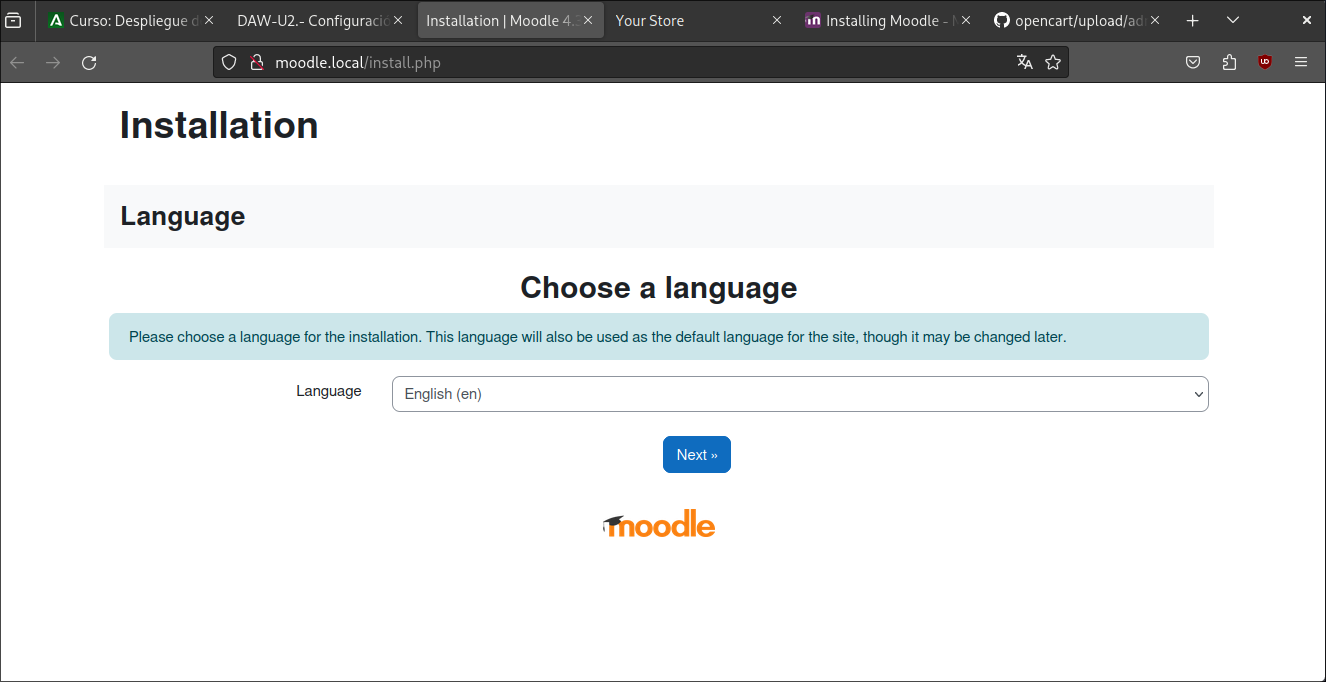 Curso: Despliegue d
DAW-U2.- Configuració
Installation | Moodle 4.3
Your Store
Installing Moodle -
opencart/upload/ad
moodle.local/install.php
Installation
Language
Choose a language
Please choose a language for the installation. This language will also be used as the default language for the site, though it may be changed later.
Language
English (en)
Next »
moodle